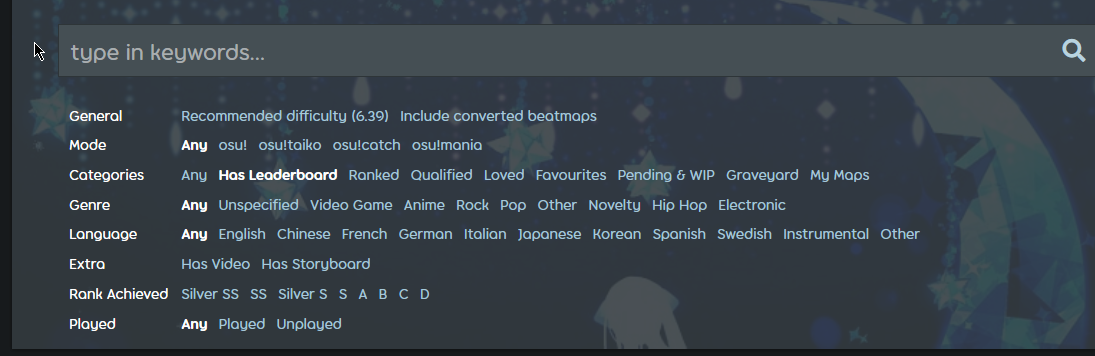 type in keywords...
General Recommended difficulty (6.39) Include converted beatmaps
Mode Any osu! osu!taiko osu!catch osu!mania
Categories Any Has Leaderboard Ranked Qualified Loved Favourites Pending & WIP Graveyard My Maps
Genre Any Unspecified Video Game Anime Rock Pop Other Novelty Hip Hop Electronic
Language Any English Chinese French German Italian Japanese Korean Spanish Swedish Instrumental Other
Extra Has Video Has Storyboard
Rank Achieved Silver SS SS Silver S S A B C D
Played Any Played Unplayed